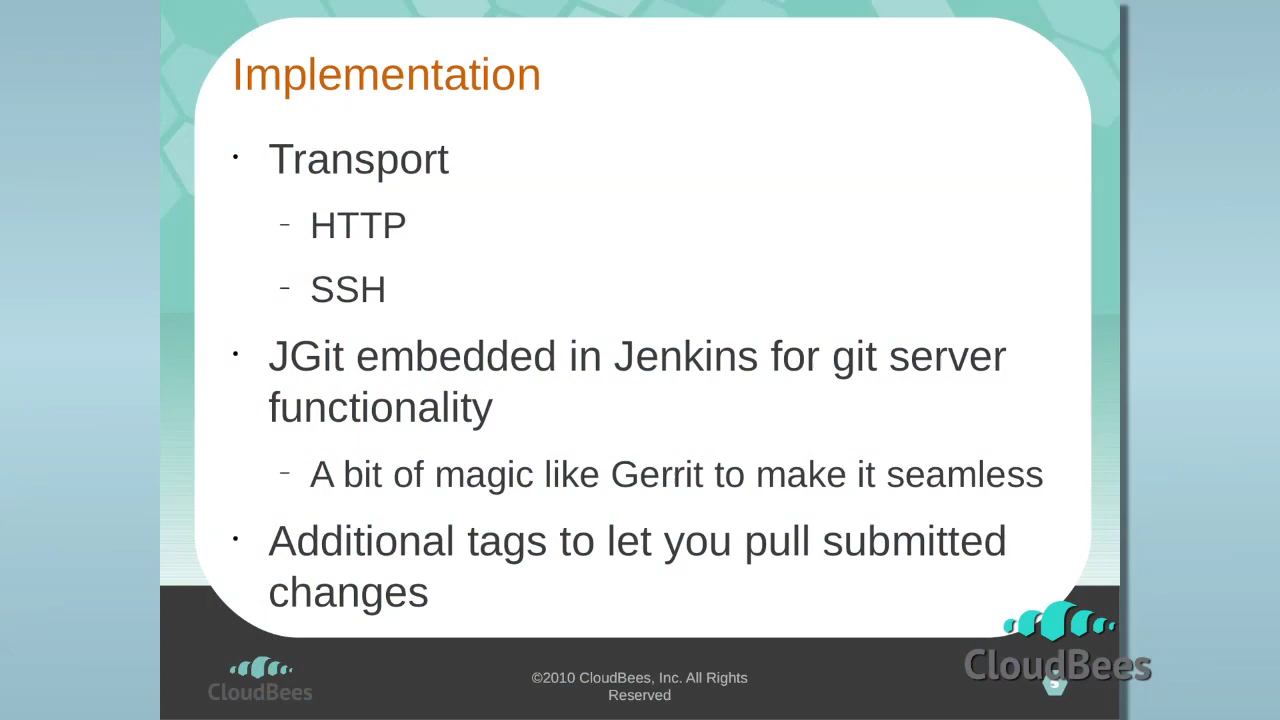 Implementation
• Transport
– HTTP
– SSH
• JGit embedded in Jenkins for git server
functionality
– A bit of magic like Gerrit to make it seamless
• Additional tags to let you pull submitted
changes
CloudBees
©2010 CloudBees, Inc. All Rights
Reserved
CloudBees